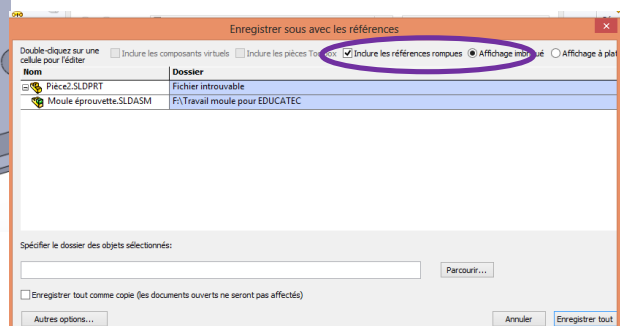 Enregistrer sous avec les références
Double-cliquez sur une cellule pour l'éditer
Inclure les composants virtuels Inclure les pièces Toolbox Inclure les références rompues Affichage imbriqué Affichage à plat
Nom Dossier
Pièce2.SLDPRT Fichier introuvable
Moule éprouvette.SLDASM F:\Travail moule pour EDUCATEC
Spécifier le dossier des objets sélectionnés:
Parcourir...
Enregistrer tout comme copie (les documents ouverts ne seront pas affectés)
Autres options... Annuler Enregistrer tout